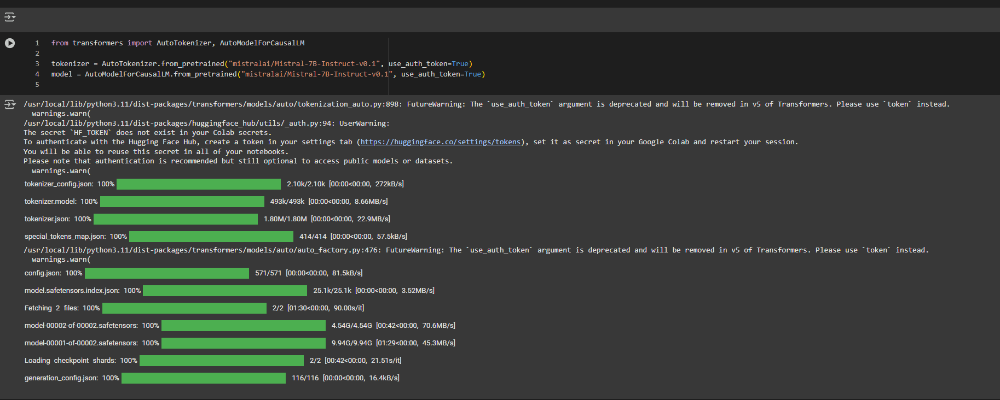 1 from transformers import AutoTokenizer, AutoModelForCausalLM
2
3 tokenizer = AutoTokenizer.from_pretrained("mistralai/Mistral-7B-Instruct-v0.1", use_auth_token=True)
4 model = AutoModelForCausalLM.from_pretrained("mistralai/Mistral-7B-Instruct-v0.1", use_auth_token=True)
5
/usr/local/lib/python3.11/dist-packages/transformers/models/auto/tokenization_auto.py:898: FutureWarning: The `use_auth_token` argument is deprecated and will be removed in v5 of Transformers. Please use `token` instead.
  warnings.warn(
/usr/local/lib/python3.11/dist-packages/huggingface_hub/utils/_auth.py:94: UserWarning:
The secret `HF_TOKEN` does not exist in your Colab secrets.
To authenticate with the Hugging Face Hub, create a token in your settings tab (https://huggingface.co/settings/tokens), set it as secret in your Google Colab and restart your session.
You will be able to reuse this secret in all of your notebooks.
Please note that authentication is recommended but still optional to access public models or datasets.
  warnings.warn(
tokenizer_config.json: 100% 2.10k/2.10k [00:00<00:00, 272kB/s]
tokenizer.model: 100% 493k/493k [00:00<00:00, 8.66MB/s]
tokenizer.json: 100% 1.80M/1.80M [00:00<00:00, 22.9MB/s]
special_tokens_map.json: 100% 414/414 [00:00<00:00, 57.5kB/s]
/usr/local/lib/python3.11/dist-packages/transformers/models/auto/auto_factory.py:476: FutureWarning: The `use_auth_token` argument is deprecated and will be removed in v5 of Transformers. Please use `token` instead.
  warnings.warn(
config.json: 100% 571/571 [00:00<00:00, 81.5kB/s]
model.safetensors.index.json: 100% 25.1k/25.1k [00:00<00:00, 3.52MB/s]
Fetching 2 files: 100% 2/2 [01:30<00:00, 90.00s/it]
model-00002-of-00002.safetensors: 100% 4.54G/4.54G [00:42<00:00, 70.6MB/s]
model-00001-of-00002.safetensors: 100% 9.94G/9.94G [01:29<00:00, 45.3MB/s]
Loading checkpoint shards: 100% 2/2 [00:42<00:00, 21.51s/it]
generation_config.json: 100% 116/116 [00:00<00:00, 16.4kB/s]